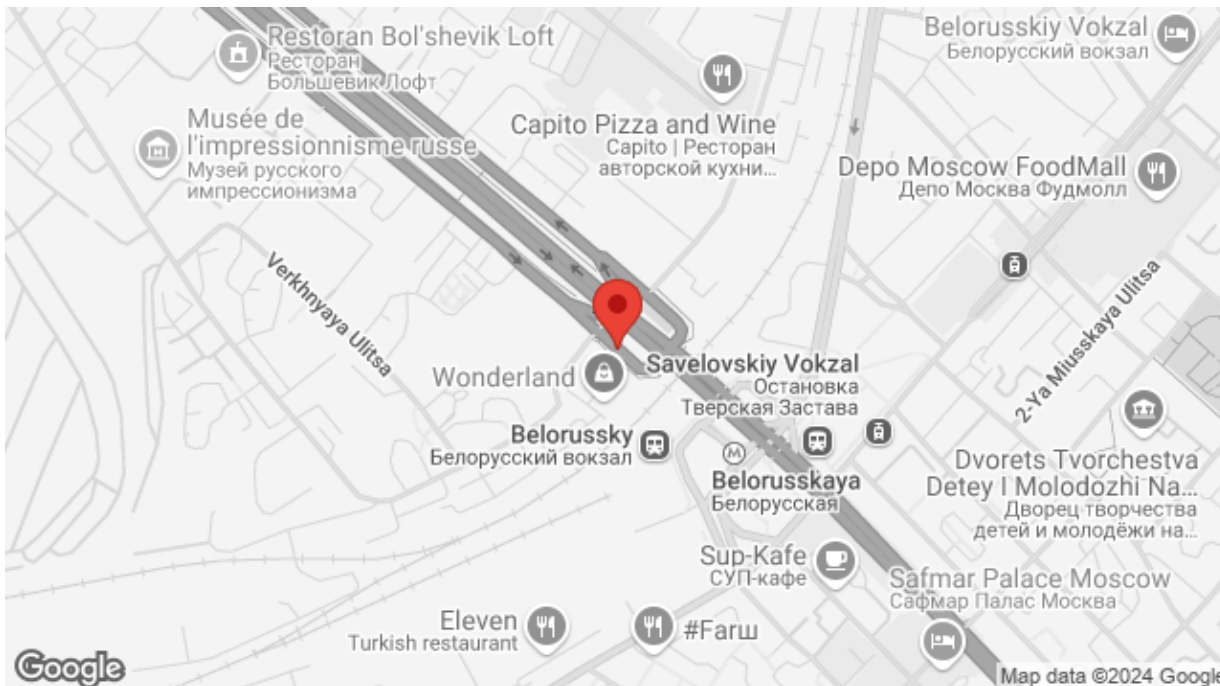 Restoran Bol'shevik Loft
Ресторан
Большевик Лофт
Belorusskiy Vokzal
Белорусский вокзал
Musée de
l'impressionnisme russe
Музей русского
импрессионизма
Capito Pizza and Wine
Capito | Ресторан
авторской кухни...
Depo Moscow FoodMall
Депо Москва Фудмолл
Verkhnyaya Ulitsa
2-Ya Miusskaya Ulitsa
Wonderland
Savelovskiy Vokzal
Остановка
Тверская Застава
Belorussky
Белорусский вокзал
M
Belorusskaya
Белорусская
Dvorets Tvorchestva
Detey I Molodozhi Na...
Дворец творчества
детей и молодёжи на...
Sup-Kafe
СУП-кафе
Safmar Palace Moscow
Сафмар Палас Москва
Eleven
Turkish restaurant
#Farш
Google
Map data ©2024 Google